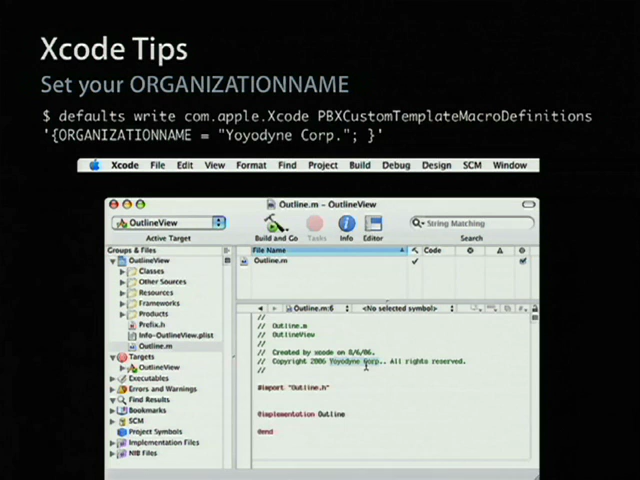 Xcode Tips
Set your ORGANIZATIONNAME
$ defaults write com.apple.Xcode PBXCustomTemplateMacroDefinitions
'{ORGANIZATIONNAME = "Yoyodyne Corp."; }'
Xcode File Edit View Format Find Project Build Debug Design SCM Window
Outline.m – OutlineView
OutlineView
Active Target
Build and Go
Tasks
Info
Editor
String Matching
Search
Groups & Files
OutlineView
Classes
Other Sources
Resources
Frameworks
Products
Prefix.h
Info-OutlineView.plist
Outline.m
Targets
OutlineView
Executables
Errors and Warnings
Find Results
Bookmarks
SCM
Project Symbols
Implementation Files
NIB Files
File Name
Code
Outline.m
Outline.m:6
<No selected symbol>
//
// Outline.m
// OutlineView
//
// Created by xcode on 8/6/06.
// Copyright 2006 Yoyodyne Corp.. All rights reserved.
//
#import "Outline.h"
@implementation Outline
@end